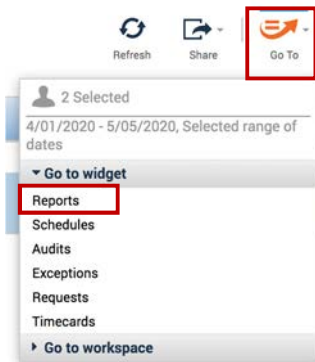 Refresh Share Go To
2 Selected
4/01/2020 - 5/05/2020, Selected range of
dates
Go to widget
Reports
Schedules
Audits
Exceptions
Requests
Timecards
Go to workspace